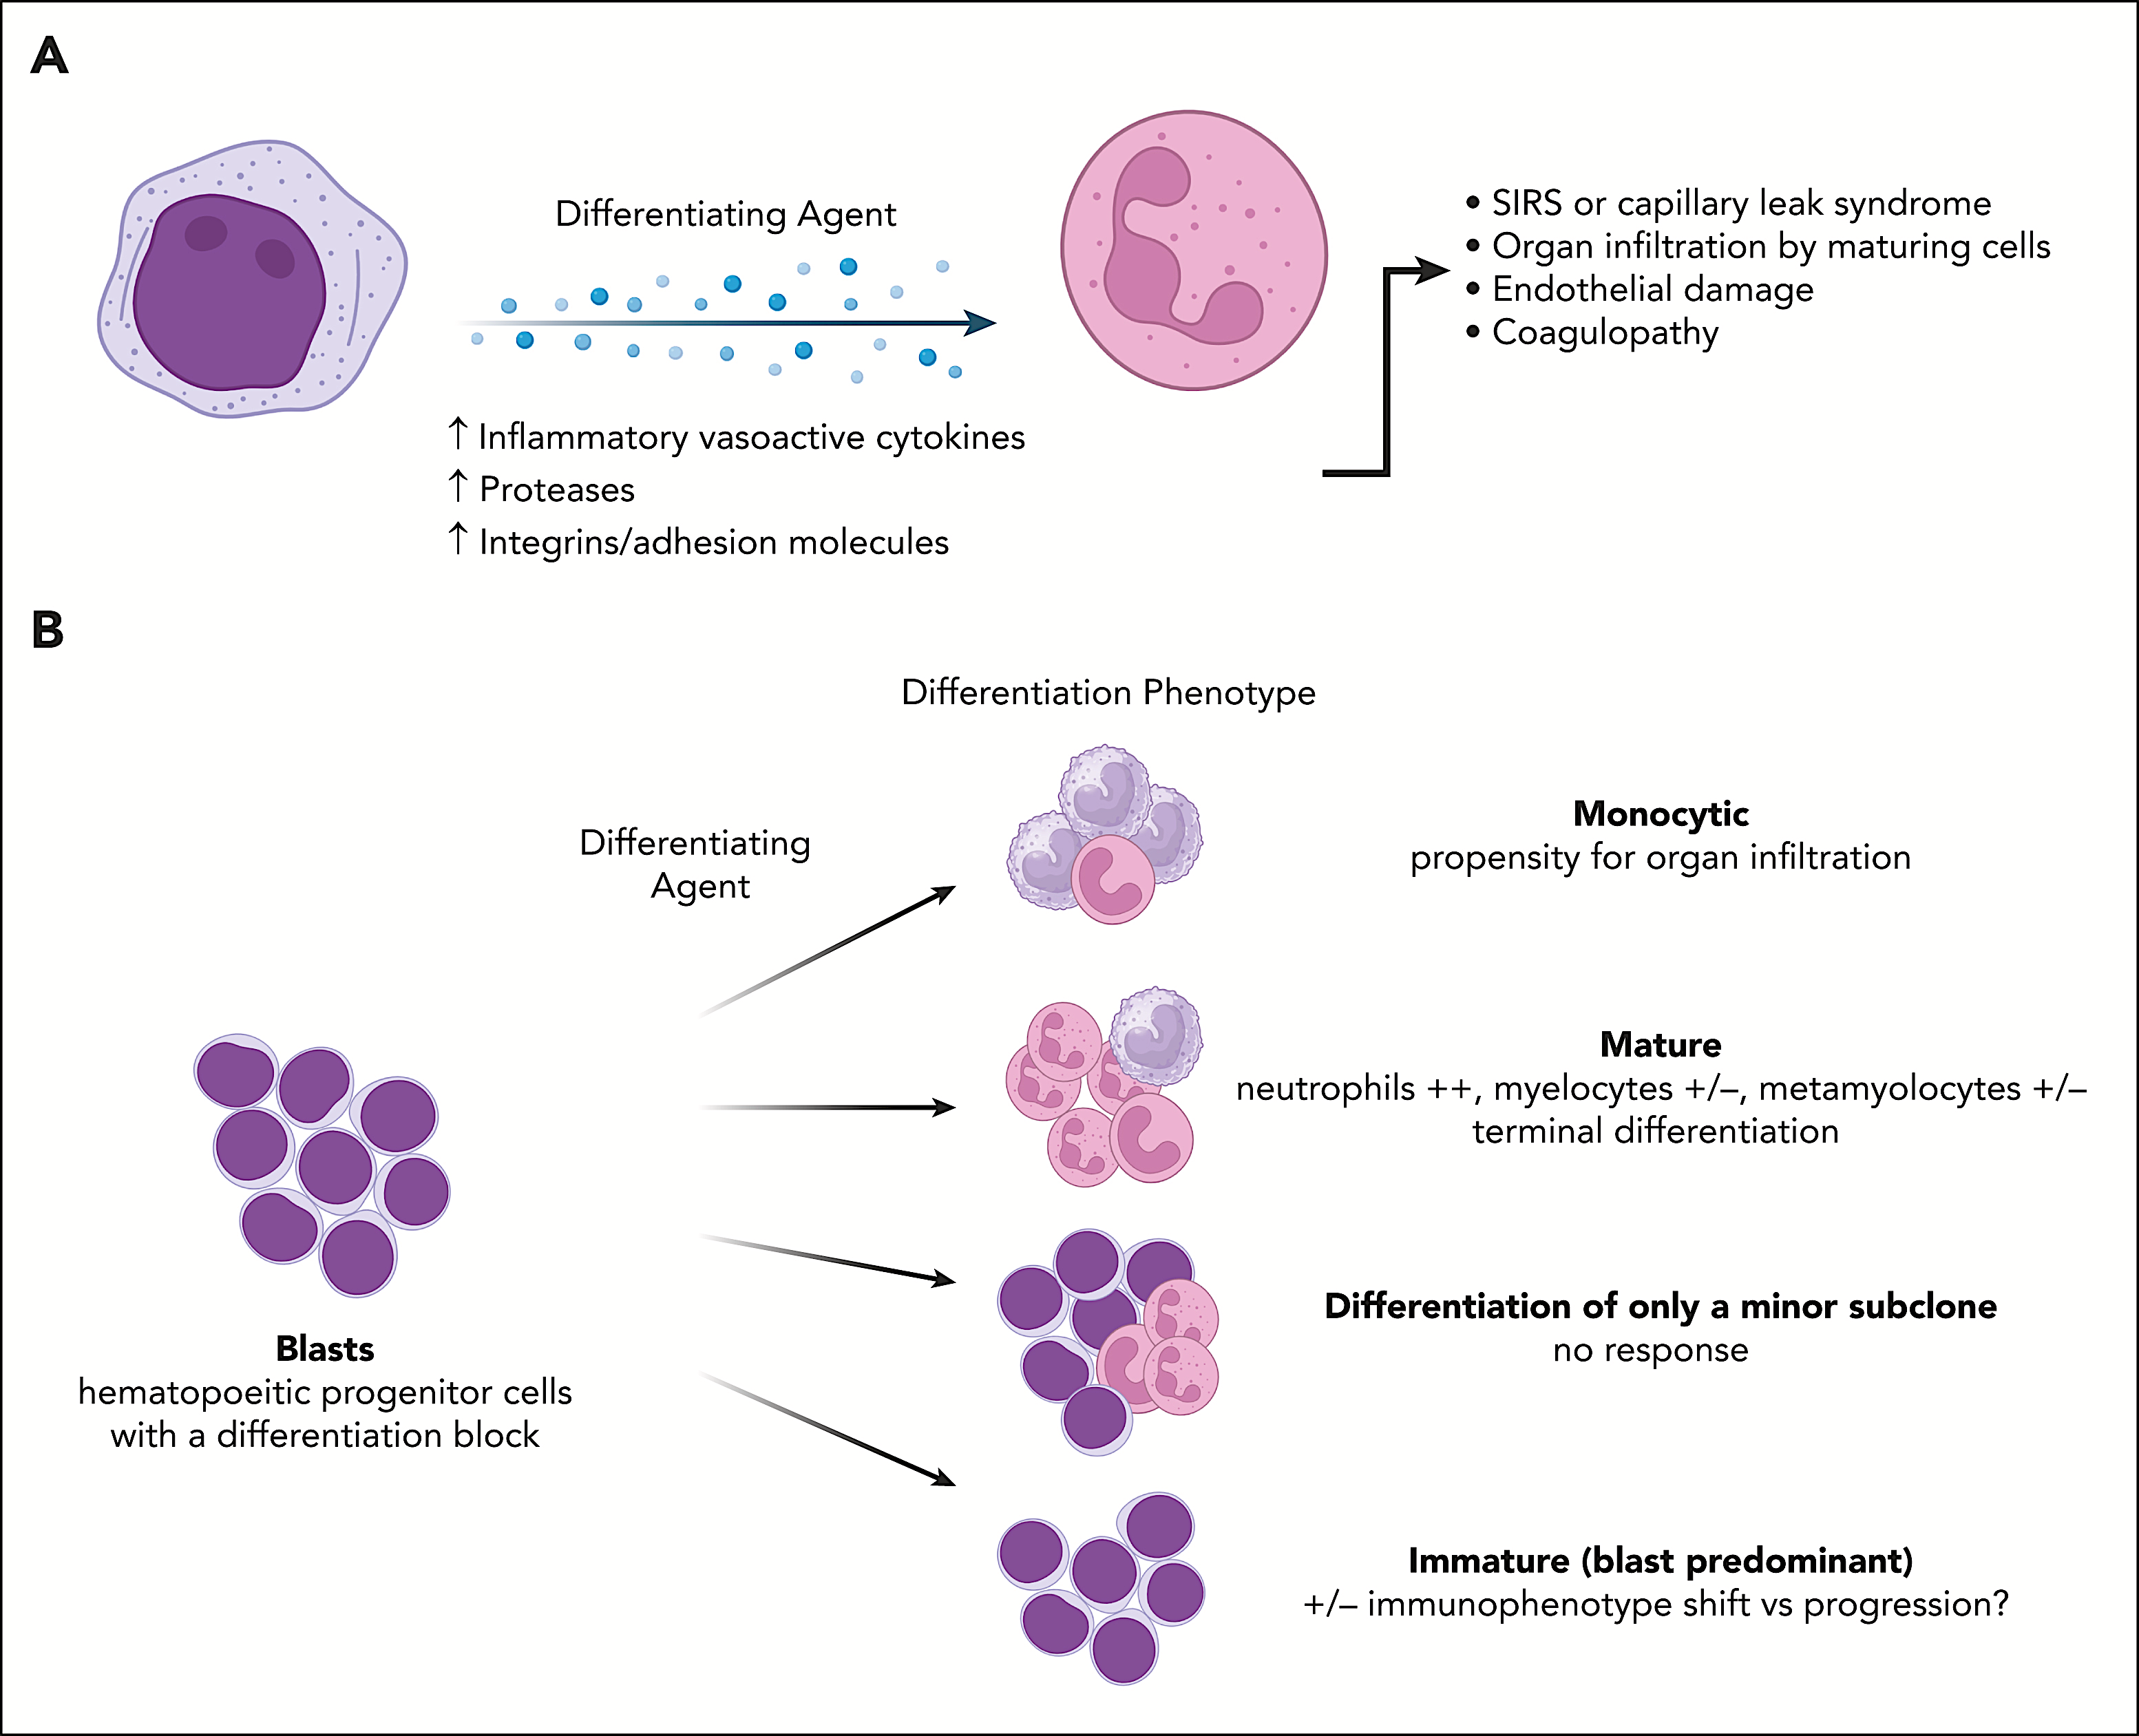 A
Differentiating Agent
↑ Inflammatory vasoactive cytokines
↑ Proteases
↑ Integrins/adhesion molecules
• SIRS or capillary leak syndrome
• Organ infiltration by maturing cells
• Endothelial damage
• Coagulopathy
B
Differentiation Phenotype
Differentiating
Agent
Blasts
hematopoeitic progenitor cells
with a differentiation block
Monocytic
propensity for organ infiltration
Mature
neutrophils ++, myelocytes +/–, metamyolocytes +/–
terminal differentiation
Differentiation of only a minor subclone
no response
Immature (blast predominant)
+/– immunophenotype shift vs progression?